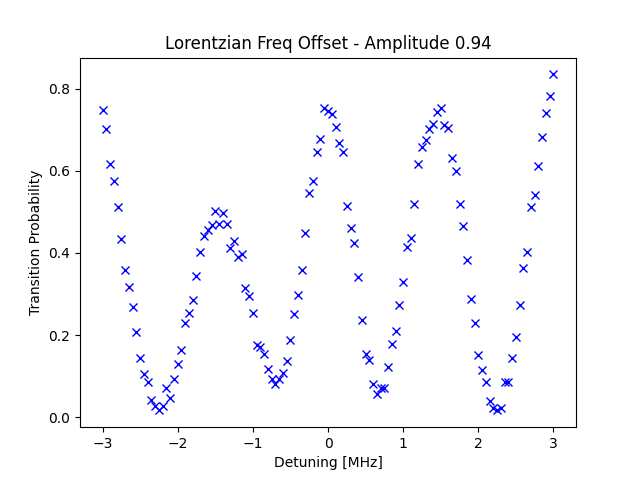 Lorentzian Freq Offset - Amplitude 0.94
Transition Probability
0.8
0.6
0.4
0.2
0.0
−3 −2 −1 0 1 2 3
Detuning [MHz]